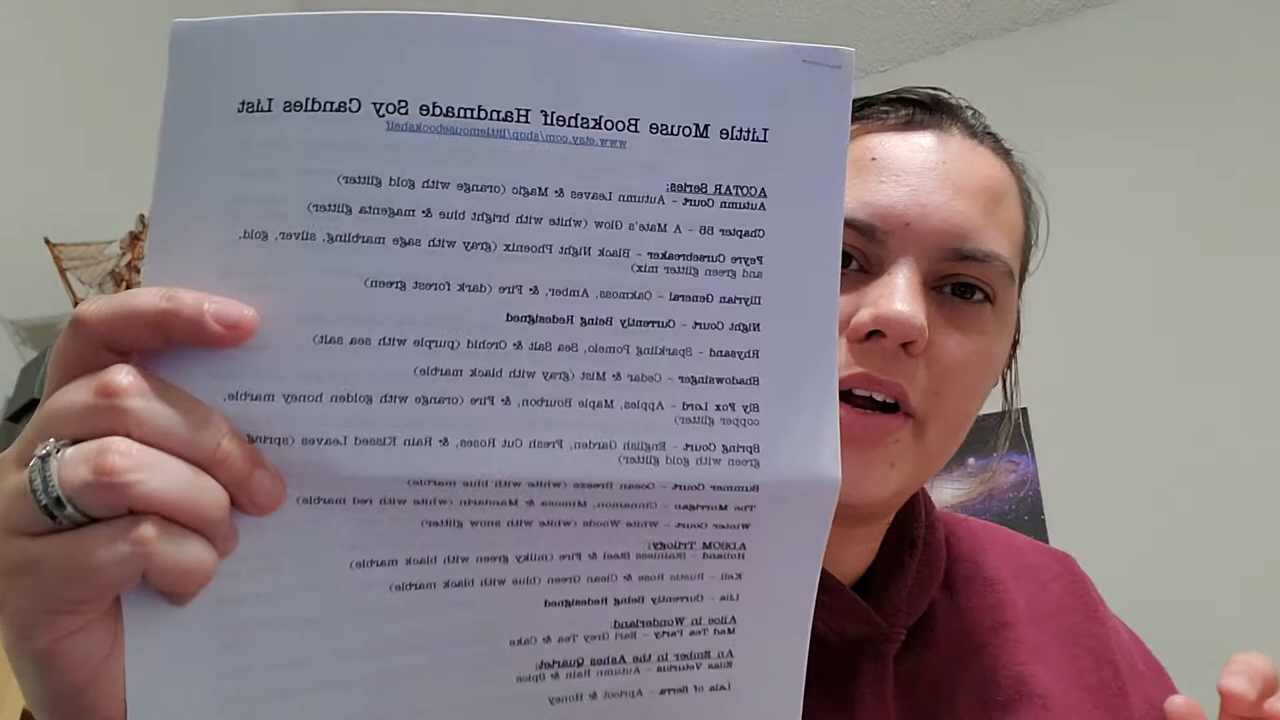 Little Mouse Bookshelf Handmade Soy Candles List
www.etsy.com/shop/littlemousebookshelf
ACOTAR Series:
Autumn Court - Autumn Leaves & Magic (orange with gold glitter)
Chapter 55 - A Mate's Glow (white with bright blue & magenta glitter)
Feyre Cursebreaker - Black Night Phoenix (gray with sage marbling, silver, gold,
and green glitter mix)
Illyrian General - Oakmoss, Amber, & Fire (dark forest green)
Night Court - Currently Being Redesigned
Rhysand - Sparkling Pomelo, Sea Salt & Orchid (purple with sea salt)
Shadowsinger - Cedar & Mist (gray with black marble)
Sly Fox Lord - Apples, Maple Bourbon, & Fire (orange with golden honey marble,
copper glitter)
Spring Court - English Garden, Fresh Cut Roses, & Rain Kissed Leaves (spring
green with gold glitter)
Summer Court - Ocean Breeze (white with blue marble)
The Morrigan - Cinnamon, Mimosa & Mandarin (white with red marble)
Winter Court - White Woods (white with snow glitter)
ADSOM Trilogy:
Holland - Stainless Steel & Fire (milky green with black marble)
Kell - Rustic Rose & Clean Green (blue with black marble)
Lila - Currently Being Redesigned
Alice in Wonderland:
Mad Tea Party - Earl Grey Tea & Cake
An Ember in the Ashes Quartet:
Elias Veturius - Autumn Rain & Spice
Laia of Serra - Apricot & Honey